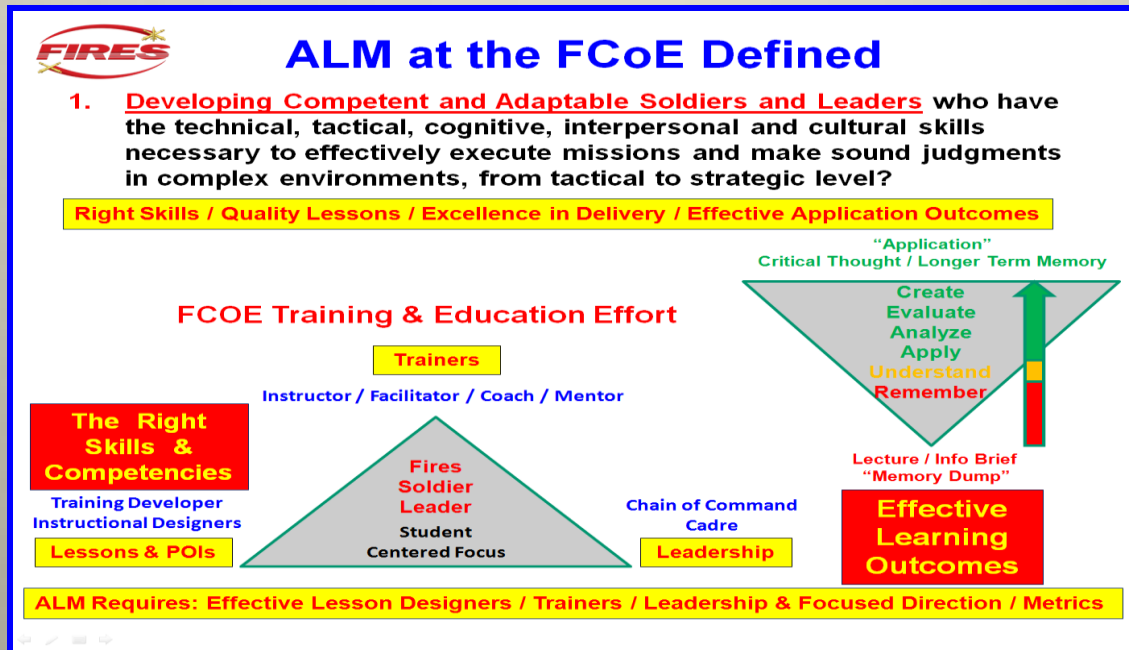 FIRES
ALM at the FCoE Defined
1. Developing Competent and Adaptable Soldiers and Leaders who have
the technical, tactical, cognitive, interpersonal and cultural skills
necessary to effectively execute missions and make sound judgments
in complex environments, from tactical to strategic level?
Right Skills / Quality Lessons / Excellence in Delivery / Effective Application Outcomes
“Application”
Critical Thought / Longer Term Memory
Create
Evaluate
Analyze
Apply
Understand
Remember
Lecture / Info Brief
“Memory Dump”
FCOE Training & Education Effort
Trainers
Instructor / Facilitator / Coach / Mentor
The Right
Skills &
Competencies
Training Developer
Instructional Designers
Lessons & POIs
Fires
Soldier
Leader
Student
Centered Focus
Chain of Command
Cadre
Leadership
Effective
Learning
Outcomes
ALM Requires: Effective Lesson Designers / Trainers / Leadership & Focused Direction / Metrics